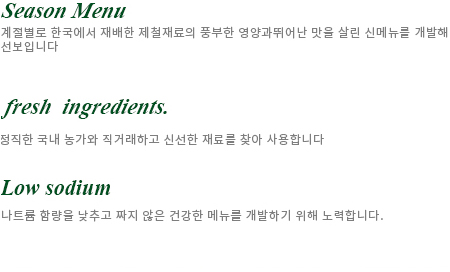 Season Menu
계절별로 한국에서 재배한 제철재료의 풍부한 영양과뛰어난 맛을 살린 신메뉴를 개발해
선보입니다
fresh ingredients.
정직한 국내 농가와 직거래하고 신선한 재료를 찾아 사용합니다
Low sodium
나트륨 함량을 낮추고 짜지 않은 건강한 메뉴를 개발하기 위해 노력합니다.